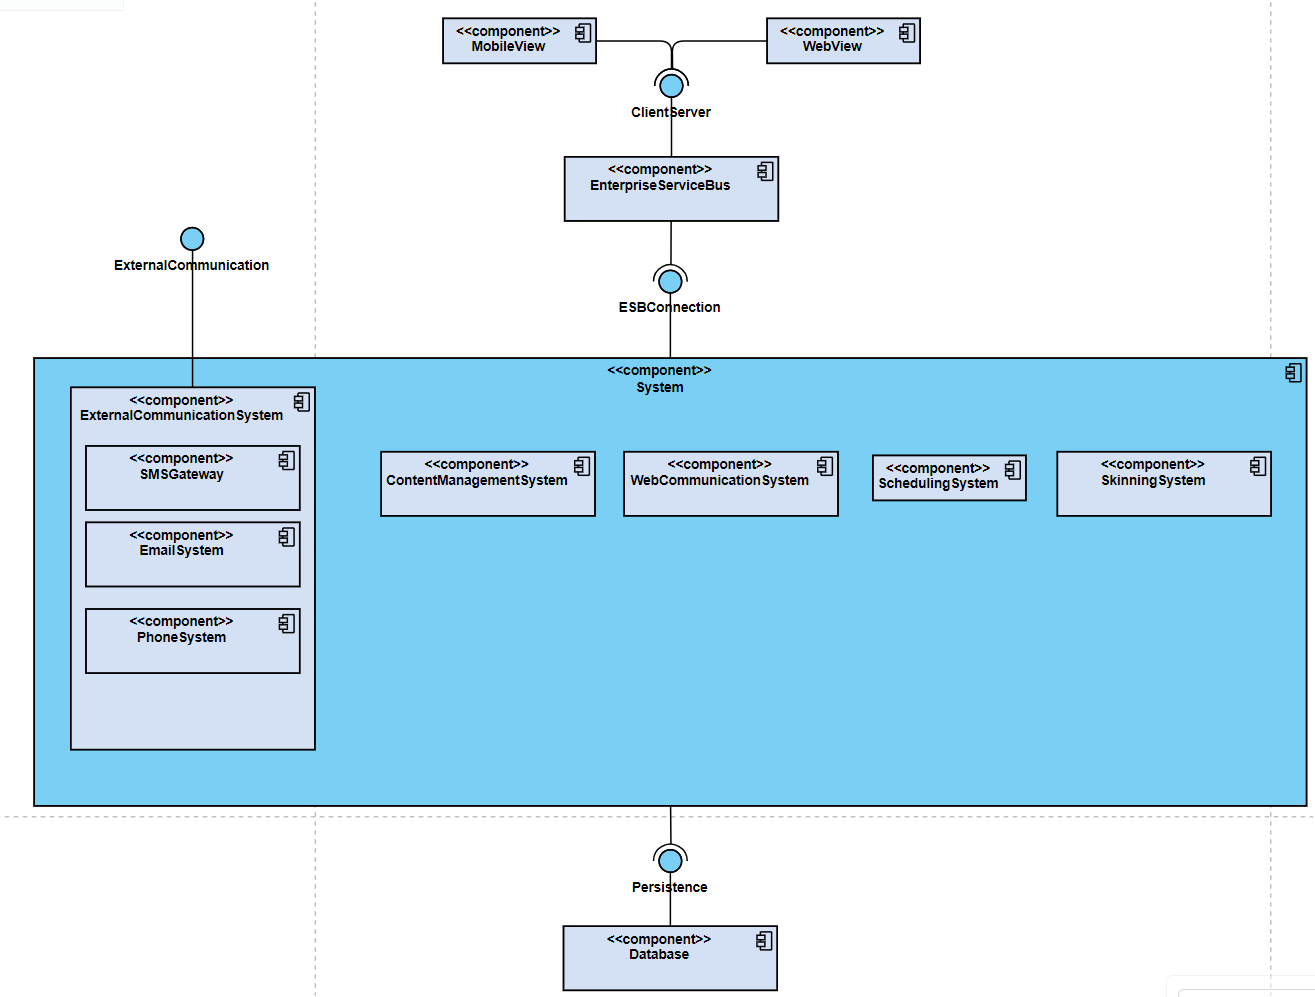 <<component>>
MobileView
<<component>>
WebView
ClientServer
<<component>>
EnterpriseServiceBus
ExternalCommunication
ESBConnection
<<component>>
System
<<component>>
ExternalCommunicationSystem
<<component>>
SMSGateway
<<component>>
EmailSystem
<<component>>
PhoneSystem
<<component>>
ContentManagementSystem
<<component>>
WebCommunicationSystem
<<component>>
SchedulingSystem
<<component>>
SkinningSystem
Persistence
<<component>>
Database